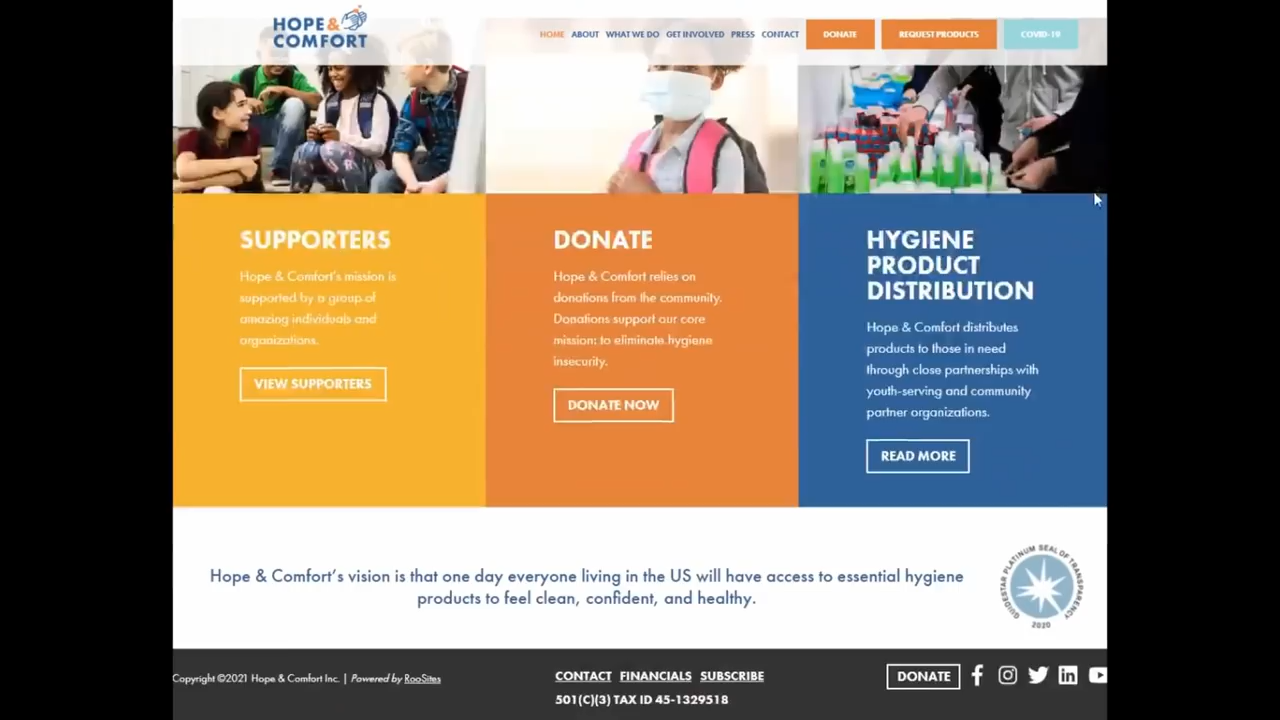 HOPE &
COMFORT
HOME ABOUT WHAT WE DO GET INVOLVED PRESS CONTACT DONATE REQUEST PRODUCTS COVID-19
SUPPORTERS
Hope & Comfort's mission is
supported by a group of
amazing individuals and
organizations.
VIEW SUPPORTERS
DONATE
Hope & Comfort relies on
donations from the community.
Donations support our core
mission: to eliminate hygiene
insecurity.
DONATE NOW
HYGIENE
PRODUCT
DISTRIBUTION
Hope & Comfort distributes
products to those in need
through close partnerships with
youth-serving and community
partner organizations.
READ MORE
Hope & Comfort's vision is that one day everyone living in the US will have access to essential hygiene
products to feel clean, confident, and healthy.
GUIDESTAR PLATINUM SEAL OF TRANSPARENCY
2020
Copyright ©2021 Hope & Comfort Inc. | Powered by RooSites
CONTACT FINANCIALS SUBSCRIBE
501(C)(3) TAX ID 45-1329518
DONATE